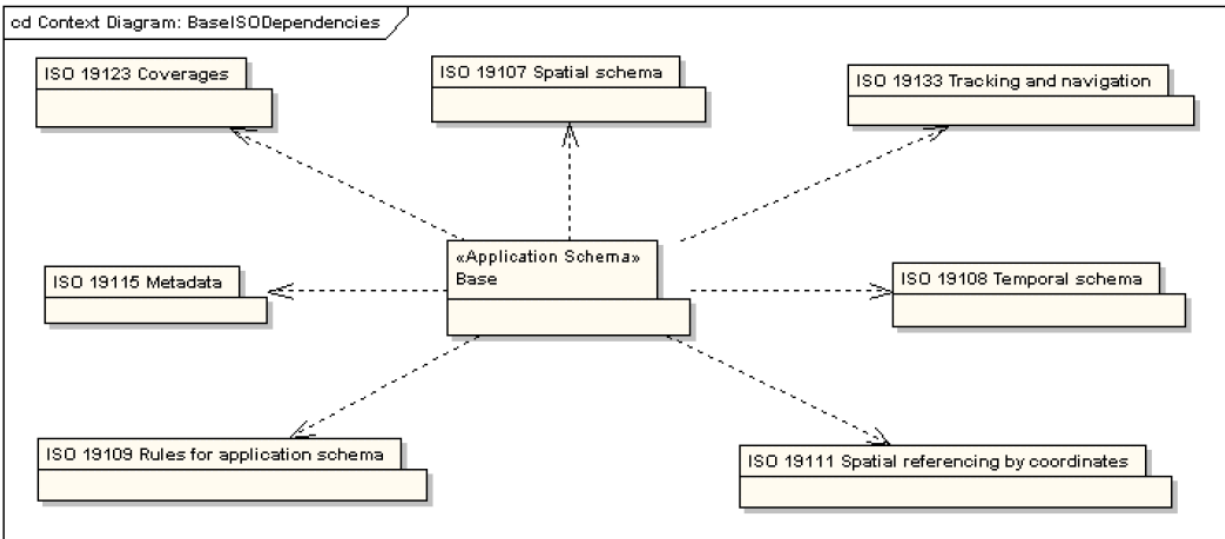 cd Context Diagram: BaseISODependencies
ISO 19123 Coverages
ISO 19107 Spatial schema
ISO 19133 Tracking and navigation
«Application Schema»
Base
ISO 19115 Metadata
ISO 19108 Temporal schema
ISO 19109 Rules for application schema
ISO 19111 Spatial referencing by coordinates